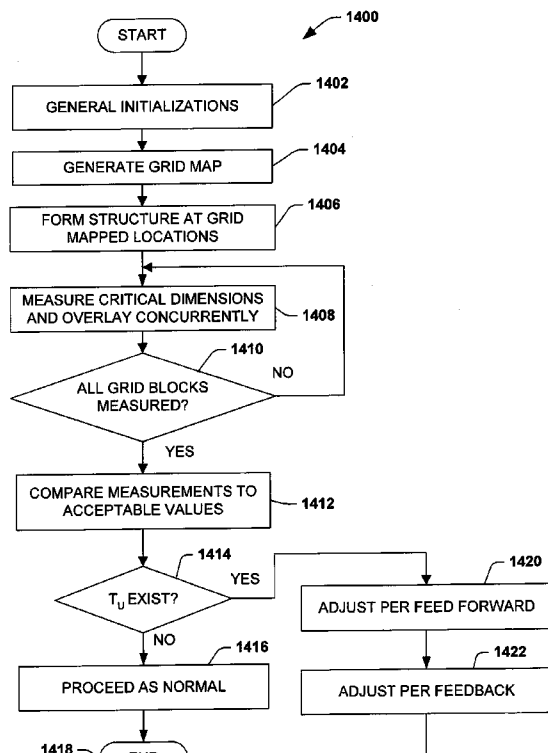 1400
START
1402
GENERAL INITIALIZATIONS
1404
GENERATE GRID MAP
1406
FORM STRUCTURE AT GRID
MAPPED LOCATIONS
MEASURE CRITICAL DIMENSIONS
AND OVERLAY CONCURRENTLY
1408
1410
ALL GRID BLOCKS
MEASURED?
NO
YES
COMPARE MEASUREMENTS TO
ACCEPTABLE VALUES
1412
1414
TU EXIST?
YES
NO
1416
PROCEED AS NORMAL
1420
ADJUST PER FEED FORWARD
1422
ADJUST PER FEEDBACK
1418